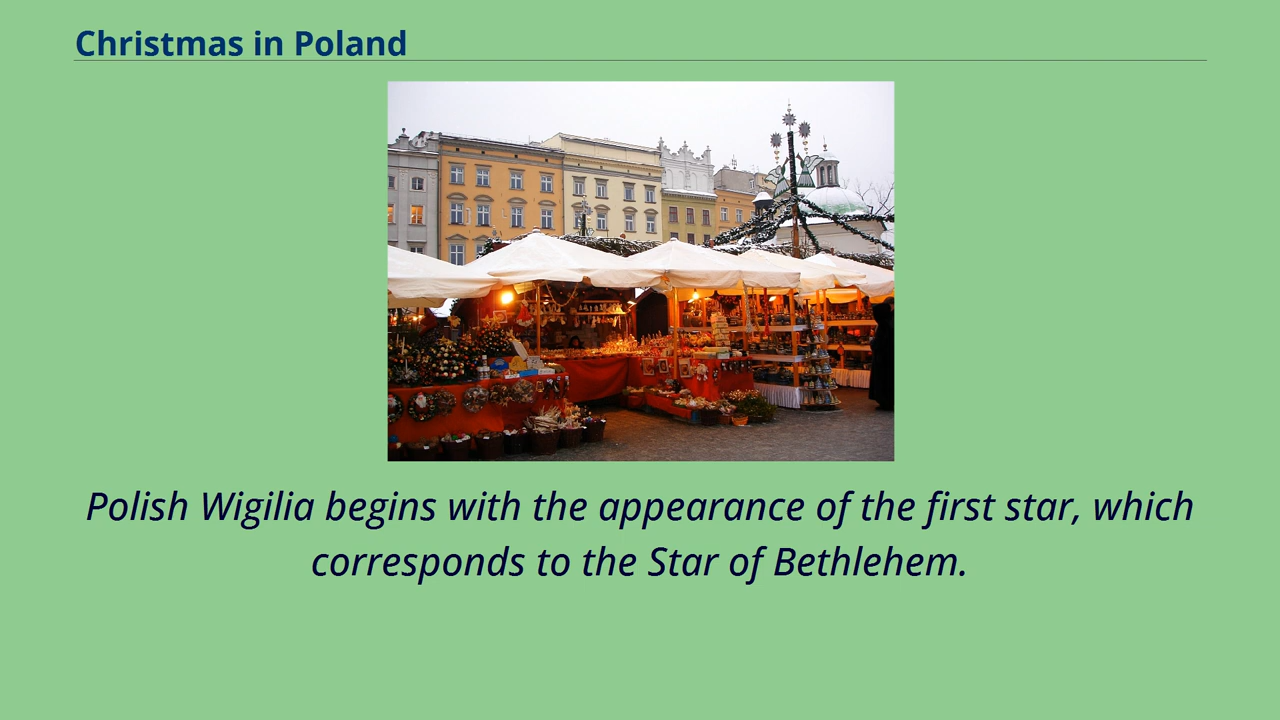 Christmas in Poland
Polish Wigilia begins with the appearance of the first star, which
corresponds to the Star of Bethlehem.